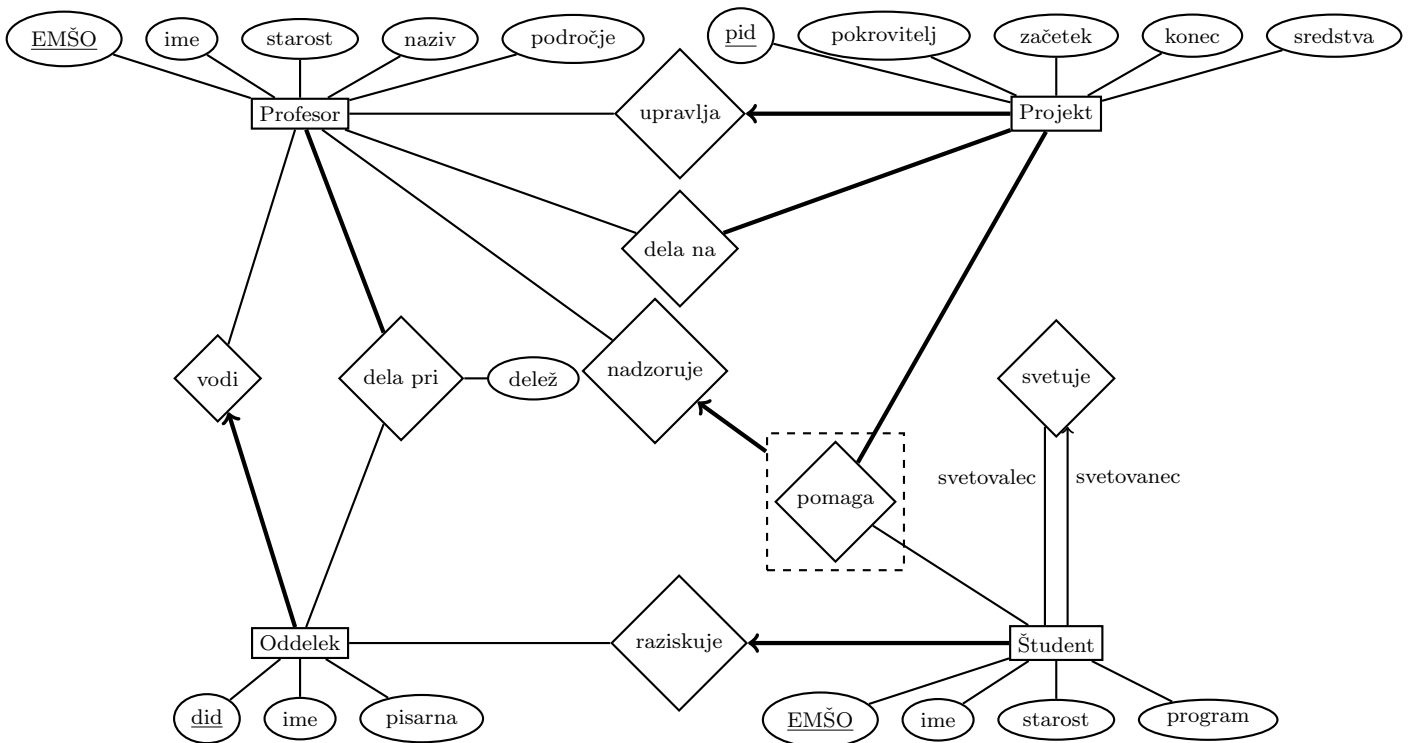 EMŠO
ime
starost
naziv
področje
pid
pokrovitelj
začetek
konec
sredstva
Profesor
upravlja
Projekt
dela na
vodi
dela pri
delež
nadzoruje
svetuje
svetovalec
svetovanec
pomaga
Oddelek
raziskuje
Študent
did
ime
pisarna
EMŠO
ime
starost
program